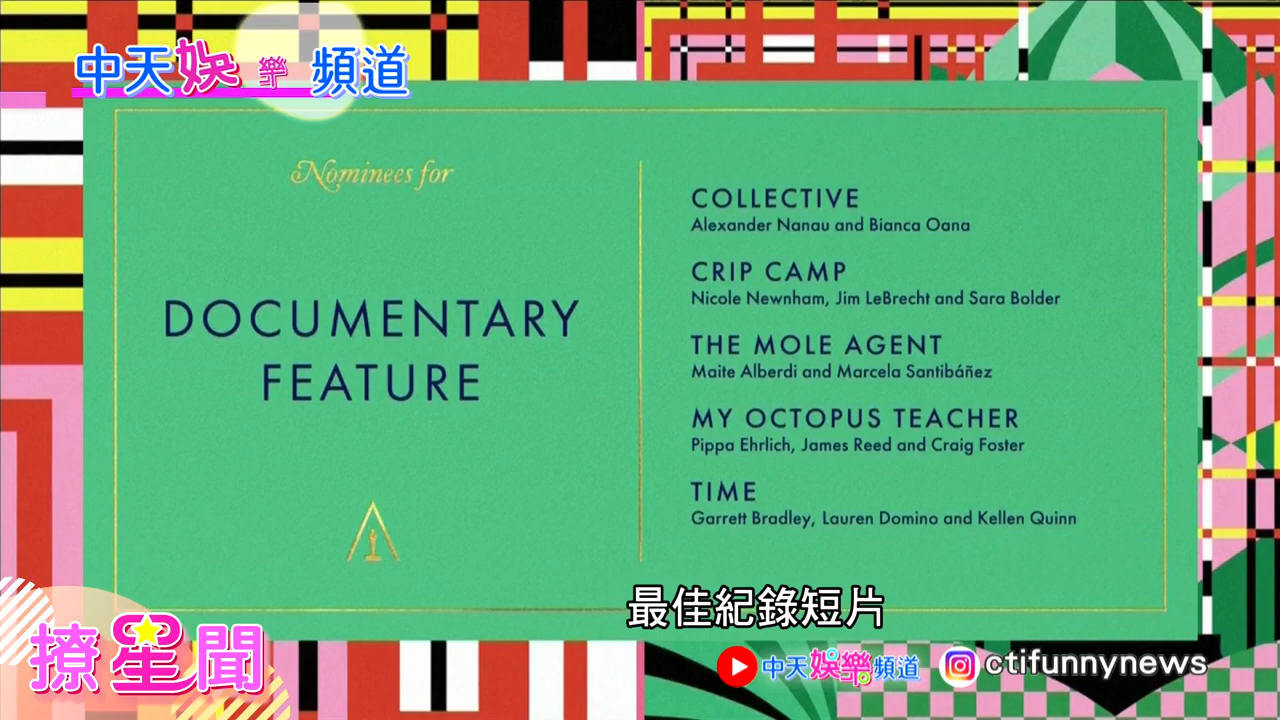 中天娛樂頻道
Nominees for
DOCUMENTARY
FEATURE
COLLECTIVE
Alexander Nanau and Bianca Oana
CRIP CAMP
Nicole Newnham, Jim LeBrecht and Sara Bolder
THE MOLE AGENT
Maite Alberdi and Marcela Santibáñez
MY OCTOPUS TEACHER
Pippa Ehrlich, James Reed and Craig Foster
TIME
Garrett Bradley, Lauren Domino and Kellen Quinn
最佳紀錄短片
撩星聞
中天娛樂頻道
ctifunnynews